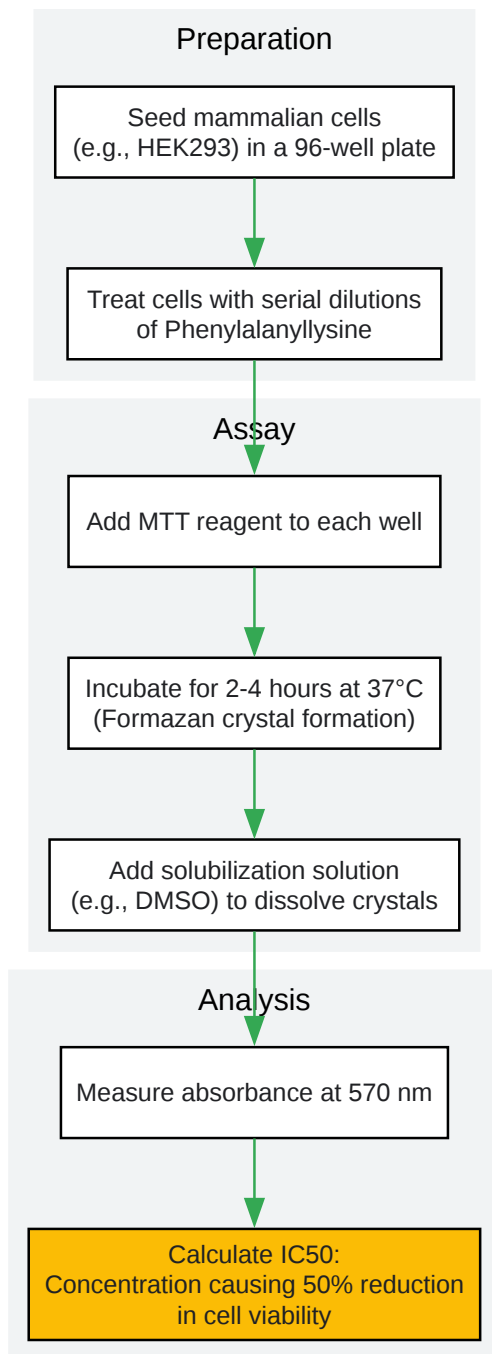 Preparation
Seed mammalian cells
(e.g., HEK293) in a 96-well plate
Treat cells with serial dilutions
of Phenylalanyllysine
Assay
Add MTT reagent to each well
Incubate for 2-4 hours at 37°C
(Formazan crystal formation)
Add solubilization solution
(e.g., DMSO) to dissolve crystals
Analysis
Measure absorbance at 570 nm
Calculate IC50:
Concentration causing 50% reduction
in cell viability